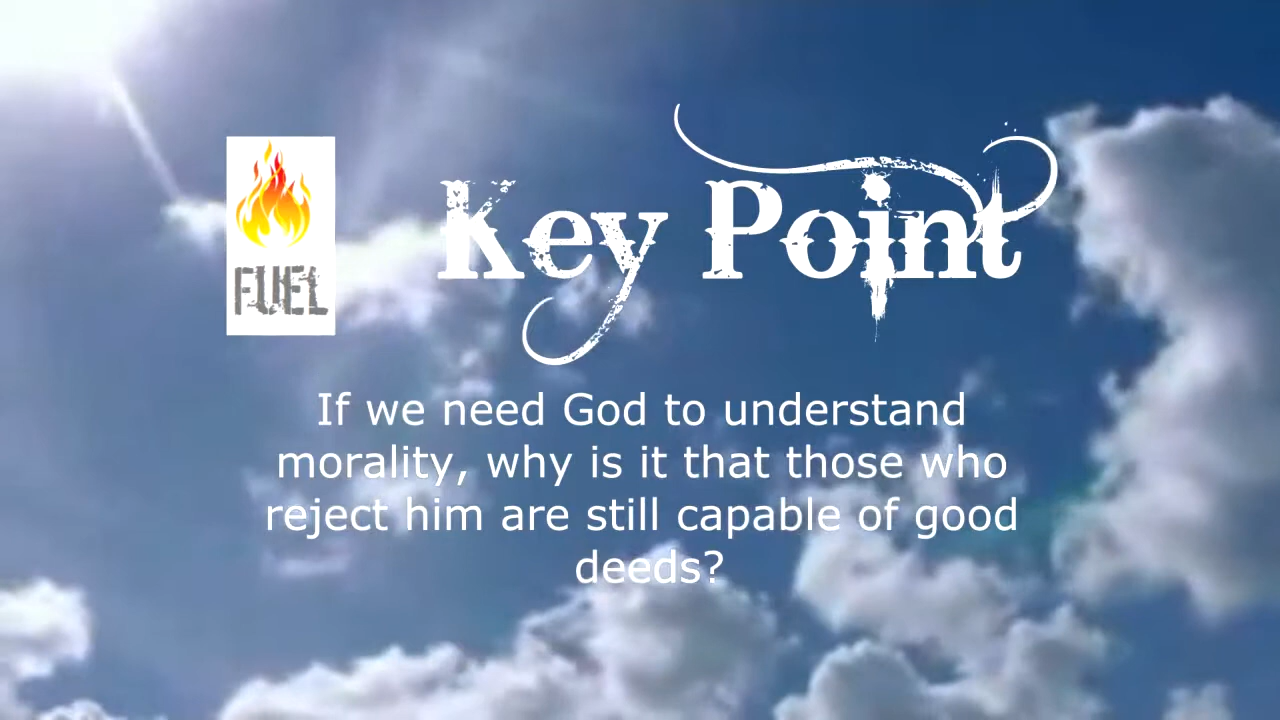 FUEL
Key Point
If we need God to understand
morality, why is it that those who
reject him are still capable of good
deeds?